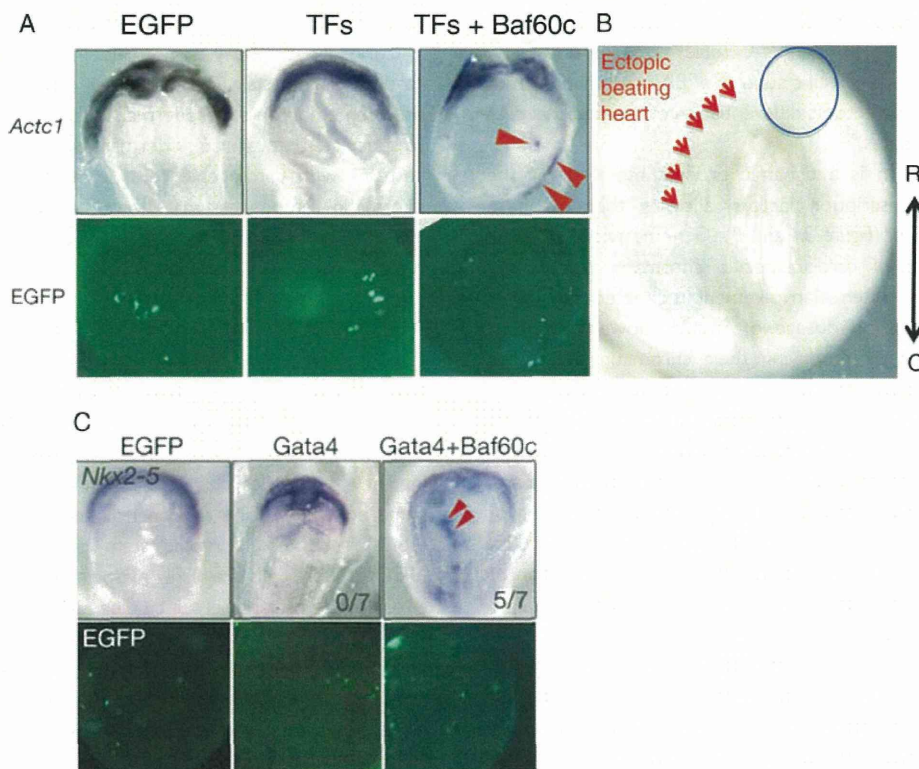 A
EGFP
TFs
TFs + Baf60c
B
Actc1
Ectopic
beating
heart
R
EGFP
C
C
EGFP
Gata4
Gata4+Baf60c
Nkx2-5
0/7
5/7
EGFP